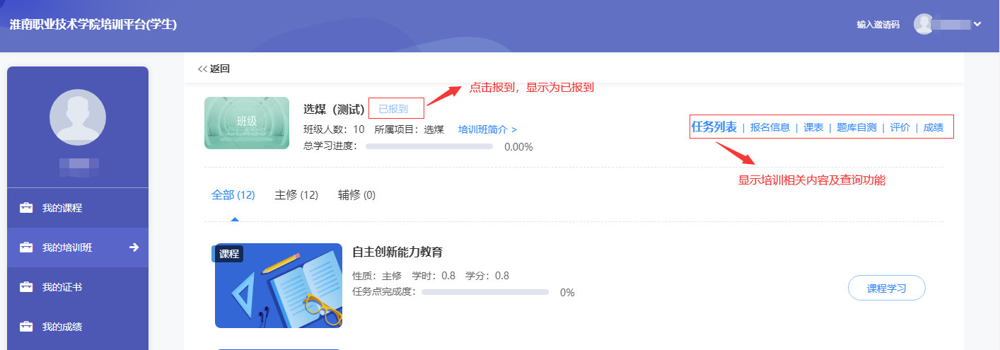 淮南职业技术学院培训平台(学生)
输入邀请码
<< 返回
班级
CLASS
选煤（测试）
已报到
点击报到，显示为已报到
班级人数：10 所属项目：选煤 培训班简介 >
总学习进度： 0.00%
任务列表 | 报名信息 | 课表 | 题库自测 | 评价 | 成绩
显示培训相关内容及查询功能
全部 (12) 主修 (12) 辅修 (0)
我的课程
我的培训班
我的证书
我的成绩
课程
自主创新能力教育
性质：主修 学时：0.8 学分：0.8
任务点完成度： 0%
课程学习